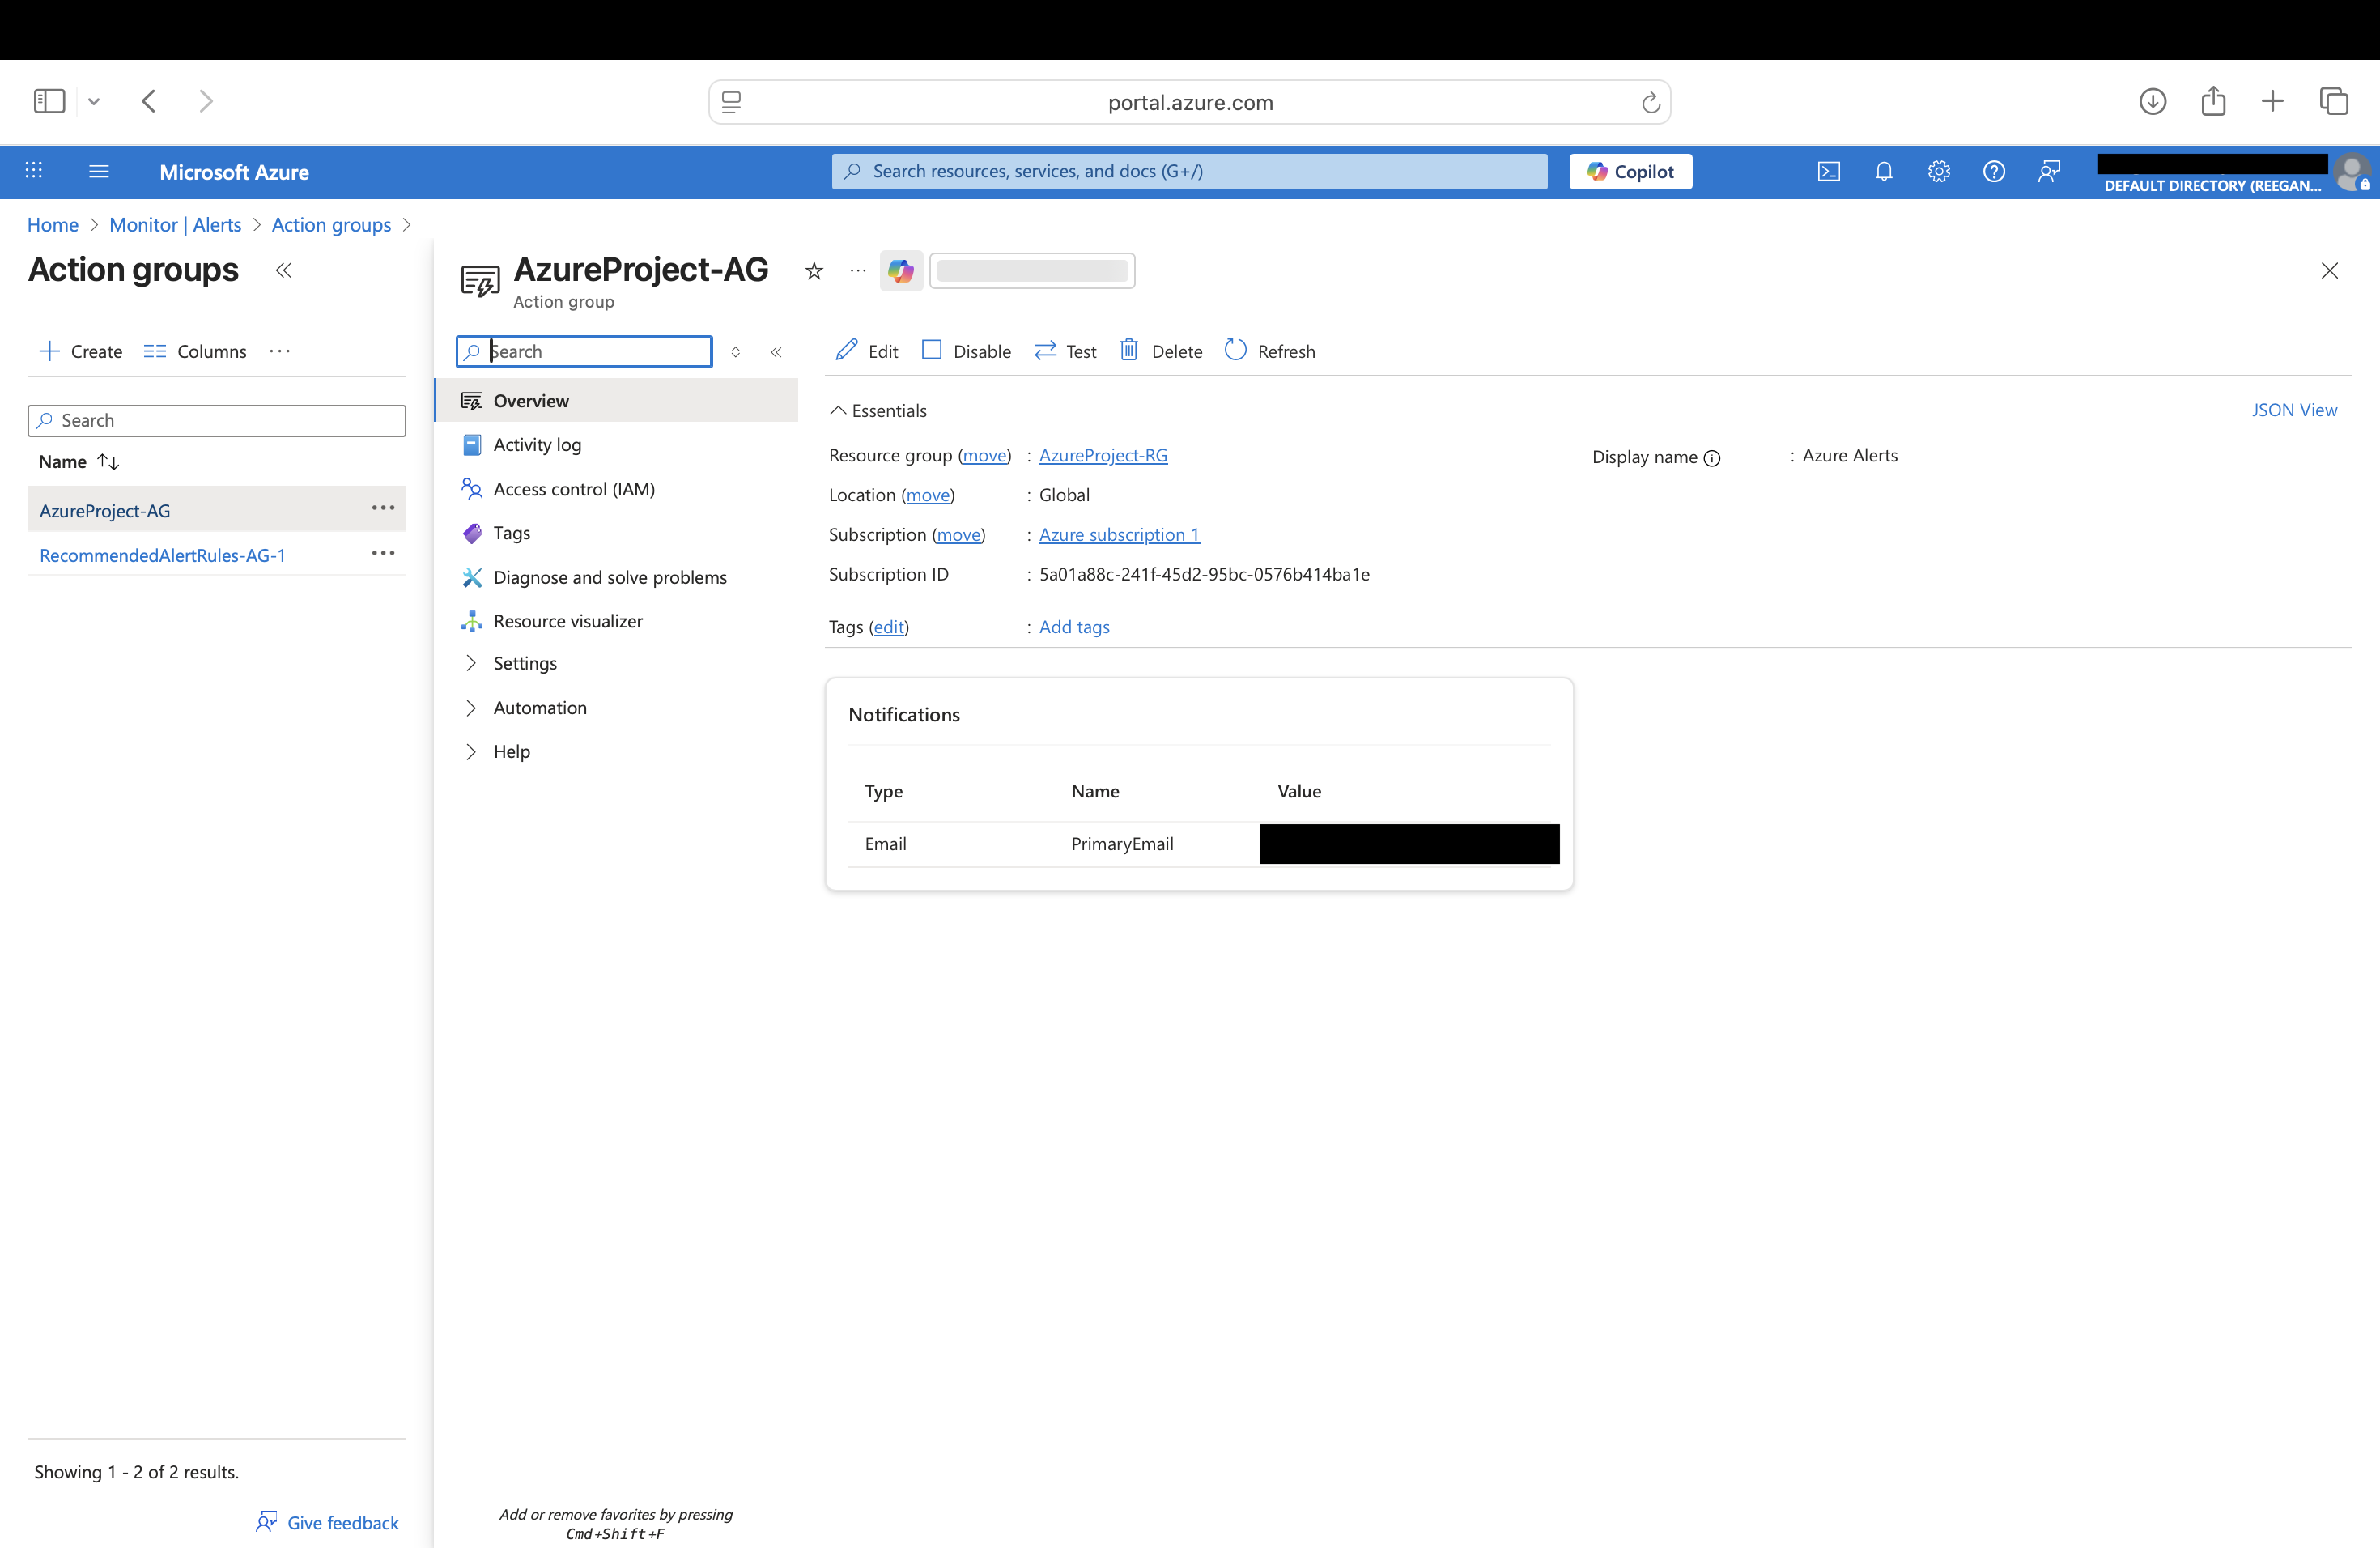 portal.azure.com
Microsoft Azure
Search resources, services, and docs (G+/)
Copilot
DEFAULT DIRECTORY (REEGAN...
Home > Monitor | Alerts > Action groups >
Action groups
Create
Columns
Search
Name
AzureProject-AG
RecommendedAlertRules-AG-1
Showing 1 - 2 of 2 results.
Give feedback
AzureProject-AG
Action group
Search
Overview
Activity log
Access control (IAM)
Tags
Diagnose and solve problems
Resource visualizer
Settings
Automation
Help
Add or remove favorites by pressing
Cmd+Shift+F
Edit
Disable
Test
Delete
Refresh
Essentials
JSON View
Resource group (move) : AzureProject-RG
Location (move) : Global
Subscription (move) : Azure subscription 1
Subscription ID : 5a01a88c-241f-45d2-95bc-0576b414ba1e
Tags (edit) : Add tags
Display name : Azure Alerts
Notifications
Type Name Value
Email PrimaryEmail